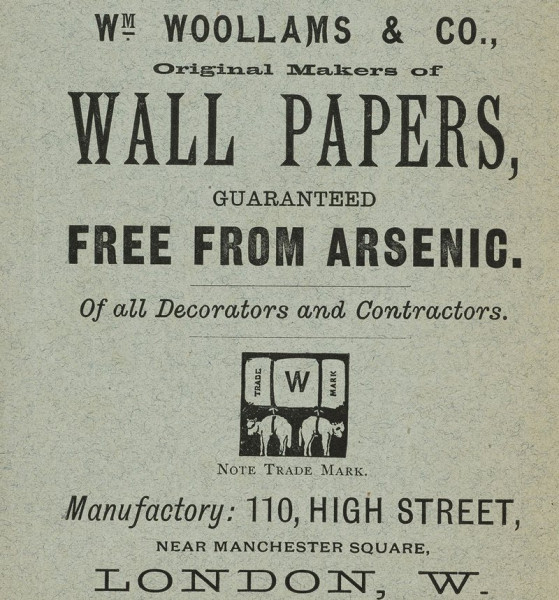 Wᴹ WOOLLAMS & CO.,
Original Makers of
WALL PAPERS,
GUARANTEED
FREE FROM ARSENIC.
Of all Decorators and Contractors.
TRADE W MARK
NOTE TRADE MARK.
Manufactory: 110, HIGH STREET,
NEAR MANCHESTER SQUARE,
LONDON, W.